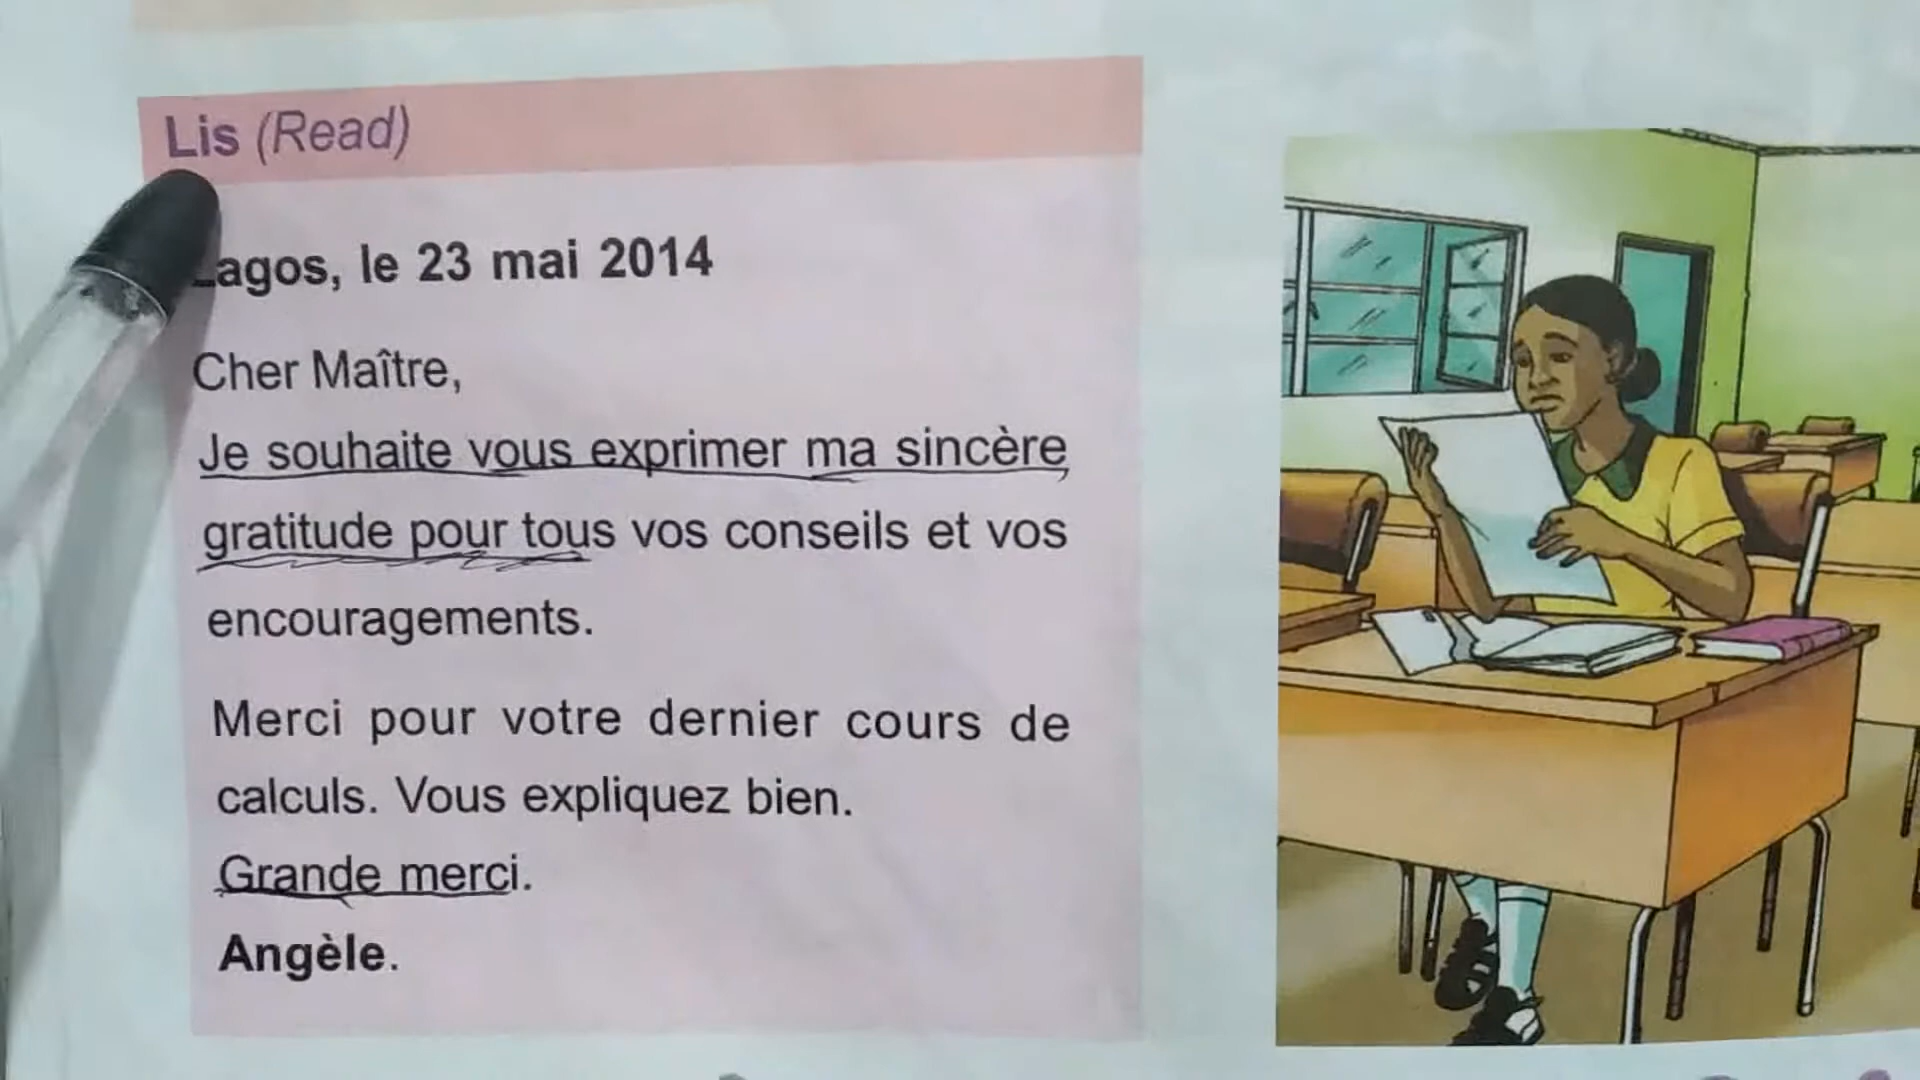 Lis (Read)
Lagos, le 23 mai 2014
Cher Maître,
Je souhaite vous exprimer ma sincère
gratitude pour tous vos conseils et vos
encouragements.
Merci pour votre dernier cours de
calculs. Vous expliquez bien.
Grande merci.
Angèle.